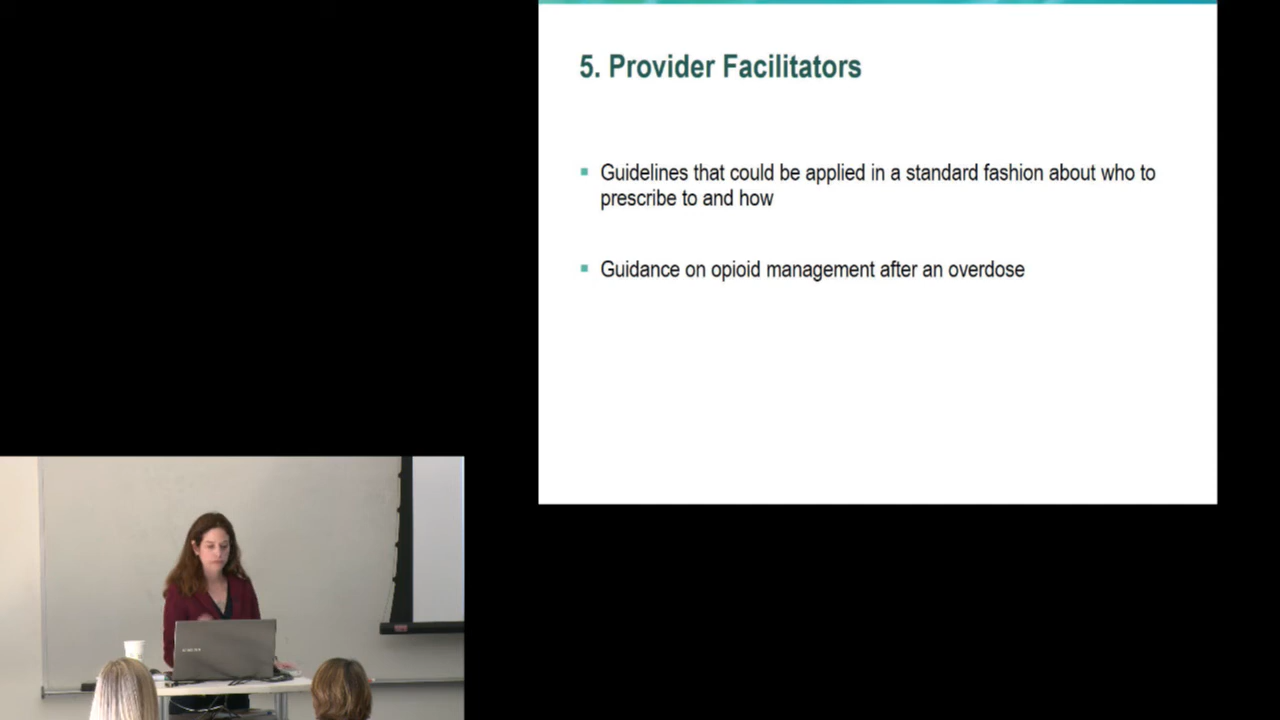 5. Provider Facilitators
Guidelines that could be applied in a standard fashion about who to
prescribe to and how
Guidance on opioid management after an overdose